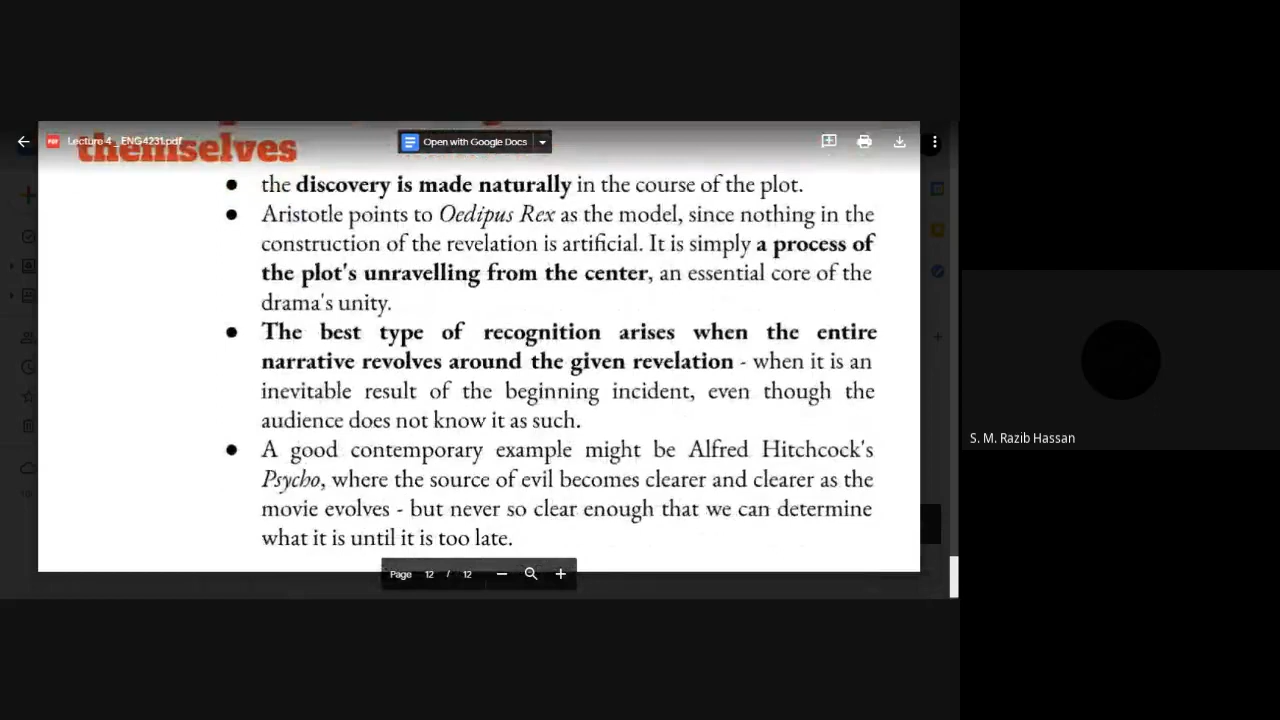 Lecture 4 _ ENG4231.pdf
Open with Google Docs
themselves
● the discovery is made naturally in the course of the plot.
● Aristotle points to Oedipus Rex as the model, since nothing in the
construction of the revelation is artificial. It is simply a process of
the plot's unravelling from the center, an essential core of the
drama's unity.
● The best type of recognition arises when the entire
narrative revolves around the given revelation - when it is an
inevitable result of the beginning incident, even though the
audience does not know it as such.
● A good contemporary example might be Alfred Hitchcock's
Psycho, where the source of evil becomes clearer and clearer as the
movie evolves - but never so clear enough that we can determine
what it is until it is too late.
Page 12 / 12
S. M. Razib Hassan